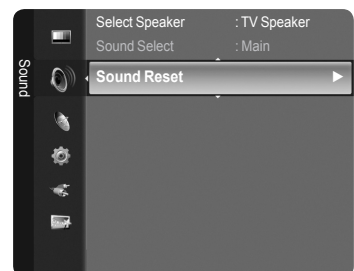 Sound
Select Speaker : TV Speaker
Sound Select : Main
Sound Reset ►